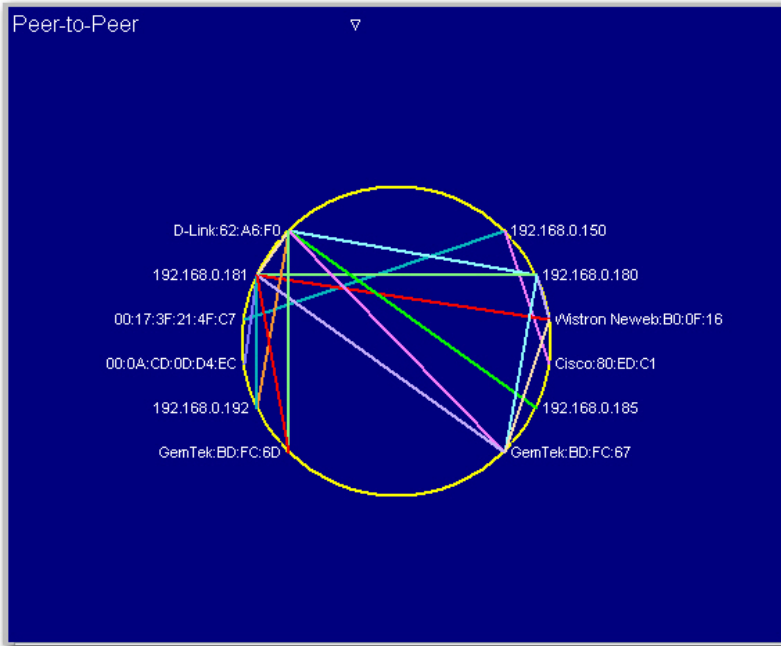 Peer-to-Peer
D-Link:62:A6:F0
192.168.0.150
192.168.0.181
192.168.0.180
00:17:3F:21:4F:C7
Wistron Neweb:B0:0F:16
00:0A:CD:0D:D4:EC
Cisco:80:ED:C1
192.168.0.192
192.168.0.185
GemTek:BD:FC:6D
GemTek:BD:FC:67